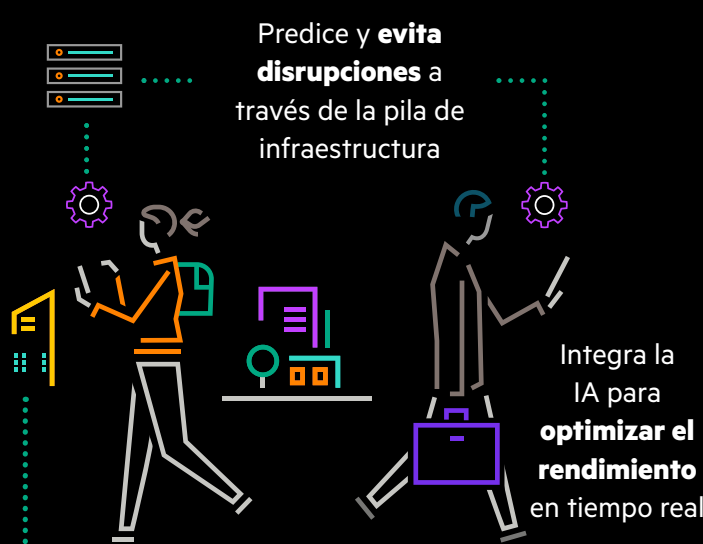 Predice y evita
disrupciones a
través de la pila de
infraestructura
Integra la
IA para
optimizar el
rendimiento
en tiempo real